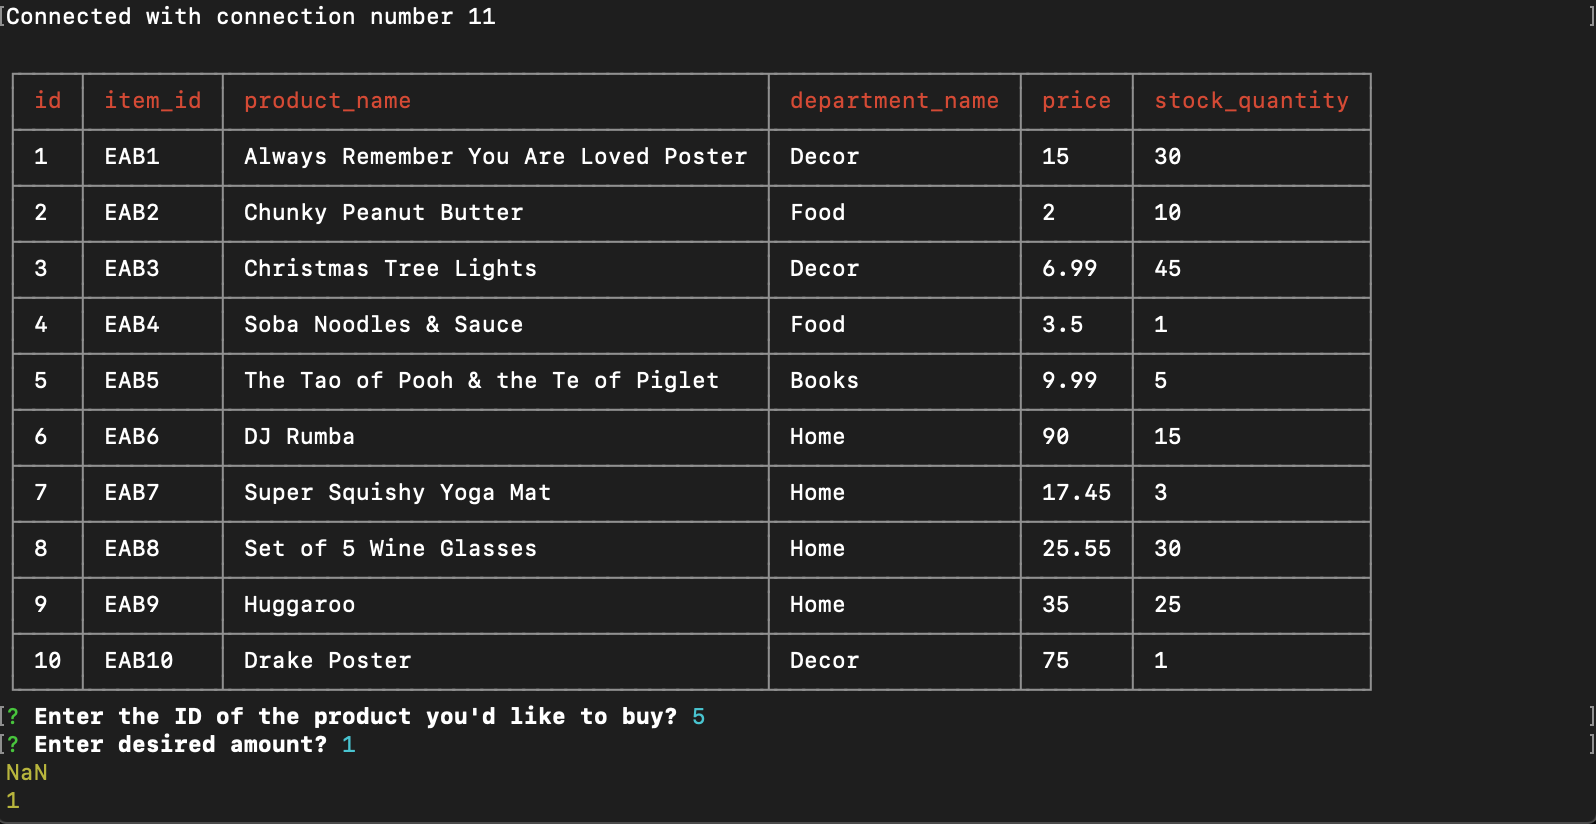 [Connected with connection number 11 ]
id item_id product_name department_name price stock_quantity
1 EAB1 Always Remember You Are Loved Poster Decor 15 30
2 EAB2 Chunky Peanut Butter Food 2 10
3 EAB3 Christmas Tree Lights Decor 6.99 45
4 EAB4 Soba Noodles & Sauce Food 3.5 1
5 EAB5 The Tao of Pooh & the Te of Piglet Books 9.99 5
6 EAB6 DJ Rumba Home 90 15
7 EAB7 Super Squishy Yoga Mat Home 17.45 3
8 EAB8 Set of 5 Wine Glasses Home 25.55 30
9 EAB9 Huggaroo Home 35 25
10 EAB10 Drake Poster Decor 75 1
[? Enter the ID of the product you'd like to buy? 5 ]
[? Enter desired amount? 1 ]
NaN
1